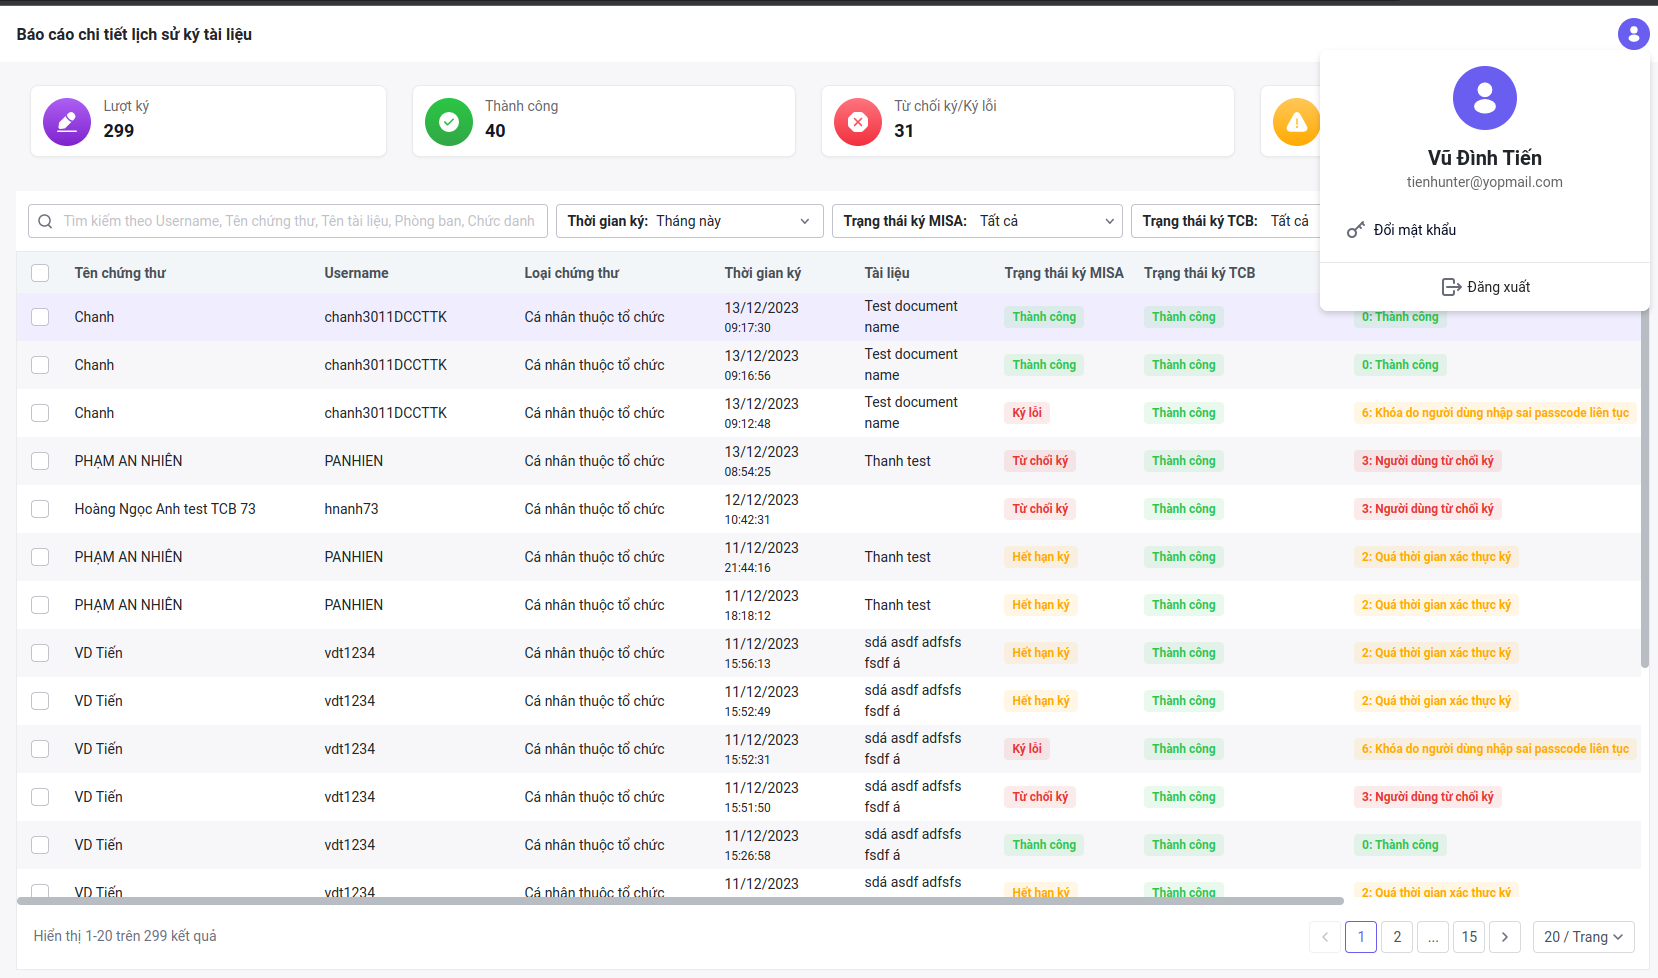 Báo cáo chi tiết lịch sử ký tài liệu
Lượt ký
299
Thành công
40
Từ chối ký/Ký lỗi
31
Vũ Đình Tiến
tienhunter@yopmail.com
Đổi mật khẩu
Đăng xuất
Tìm kiếm theo Username, Tên chứng thư, Tên tài liệu, Phòng ban, Chức danh
Thời gian ký: Tháng này
Trạng thái ký MISA: Tất cả
Trạng thái ký TCB: Tất cả
Tên chứng thư Username Loại chứng thư Thời gian ký Tài liệu Trạng thái ký MISA Trạng thái ký TCB
Chanh chanh3011DCCTTK Cá nhân thuộc tổ chức 13/12/2023 09:17:30 Test document name Thành công Thành công 0: Thành công
Chanh chanh3011DCCTTK Cá nhân thuộc tổ chức 13/12/2023 09:16:56 Test document name Thành công Thành công 0: Thành công
Chanh chanh3011DCCTTK Cá nhân thuộc tổ chức 13/12/2023 09:12:48 Test document name Ký lỗi Thành công 6: Khóa do người dùng nhập sai passcode liên tục
PHẠM AN NHIÊN PANHIEN Cá nhân thuộc tổ chức 13/12/2023 08:54:25 Thanh test Từ chối ký Thành công 3: Người dùng từ chối ký
Hoàng Ngọc Anh test TCB 73 hnanh73 Cá nhân thuộc tổ chức 12/12/2023 10:42:31 Từ chối ký Thành công 3: Người dùng từ chối ký
PHẠM AN NHIÊN PANHIEN Cá nhân thuộc tổ chức 11/12/2023 21:44:16 Thanh test Hết hạn ký Thành công 2: Quá thời gian xác thực ký
PHẠM AN NHIÊN PANHIEN Cá nhân thuộc tổ chức 11/12/2023 18:18:12 Thanh test Hết hạn ký Thành công 2: Quá thời gian xác thực ký
VD Tiến vdt1234 Cá nhân thuộc tổ chức 11/12/2023 15:56:13 sdá asdf adfsfs fsdf á Hết hạn ký Thành công 2: Quá thời gian xác thực ký
VD Tiến vdt1234 Cá nhân thuộc tổ chức 11/12/2023 15:52:49 sdá asdf adfsfs fsdf á Hết hạn ký Thành công 2: Quá thời gian xác thực ký
VD Tiến vdt1234 Cá nhân thuộc tổ chức 11/12/2023 15:52:31 sdá asdf adfsfs fsdf á Ký lỗi Thành công 6: Khóa do người dùng nhập sai passcode liên tục
VD Tiến vdt1234 Cá nhân thuộc tổ chức 11/12/2023 15:51:50 sdá asdf adfsfs fsdf á Từ chối ký Thành công 3: Người dùng từ chối ký
VD Tiến vdt1234 Cá nhân thuộc tổ chức 11/12/2023 15:26:58 sdá asdf adfsfs fsdf á Thành công Thành công 0: Thành công
VD Tiến vdt1234 Cá nhân thuộc tổ chức 11/12/2023 sdá asdf adfsfs Hết hạn ký Thành công 2: Quá thời gian xác thực ký
Hiển thị 1-20 trên 299 kết quả
1 2 ... 15 20 / Trang